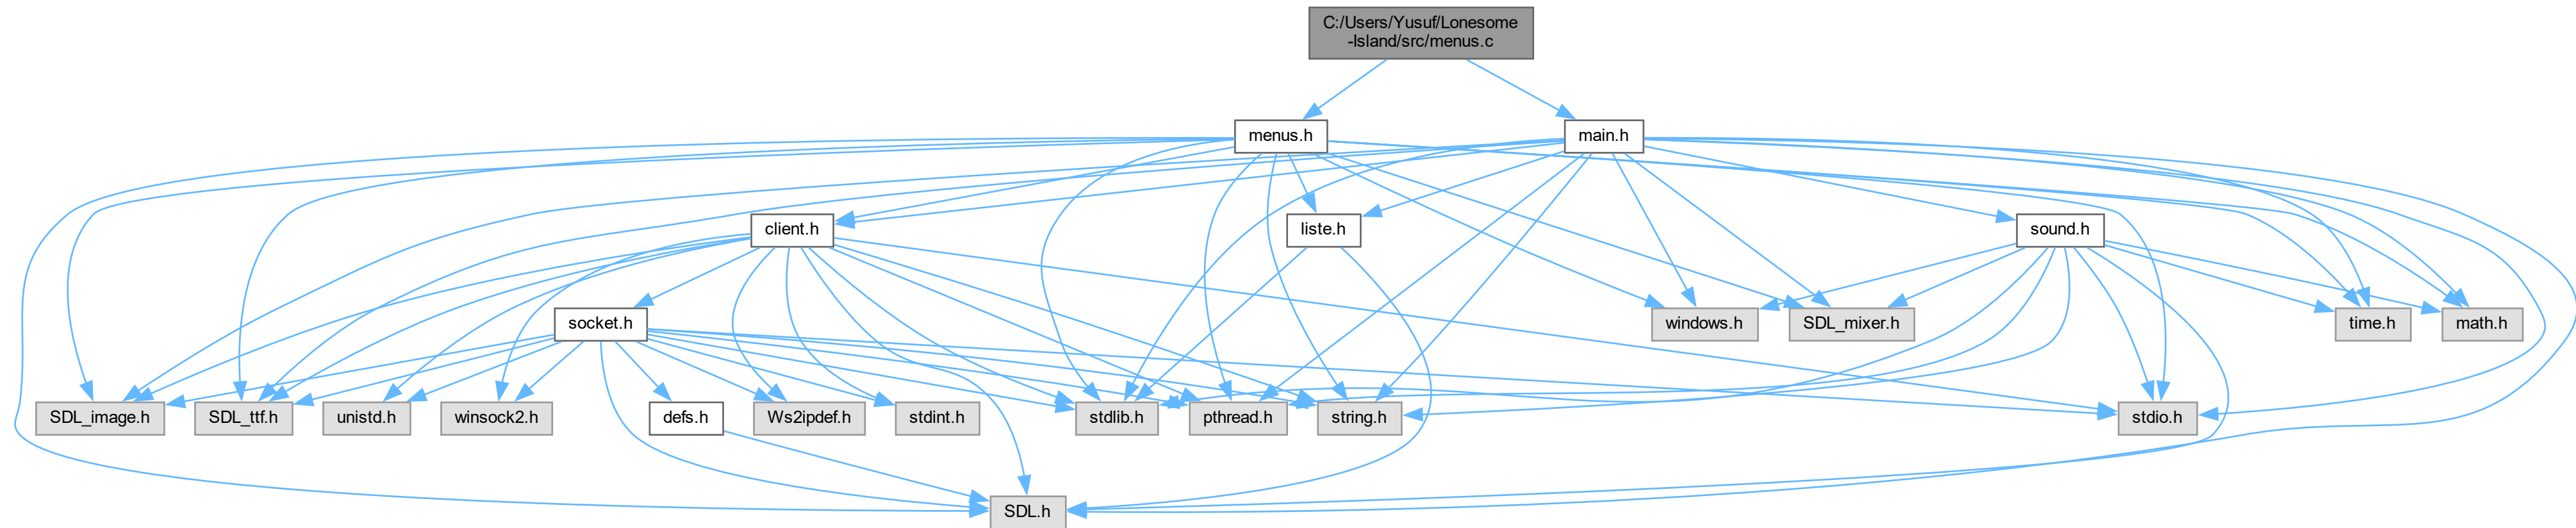 C:/Users/Yusuf/Lonesome
-Island/src/menus.c
menus.h
main.h
client.h
liste.h
sound.h
socket.h
windows.h
SDL_mixer.h
time.h
math.h
SDL_image.h
SDL_ttf.h
unistd.h
winsock2.h
defs.h
Ws2ipdef.h
stdint.h
stdlib.h
pthread.h
string.h
stdio.h
SDL.h